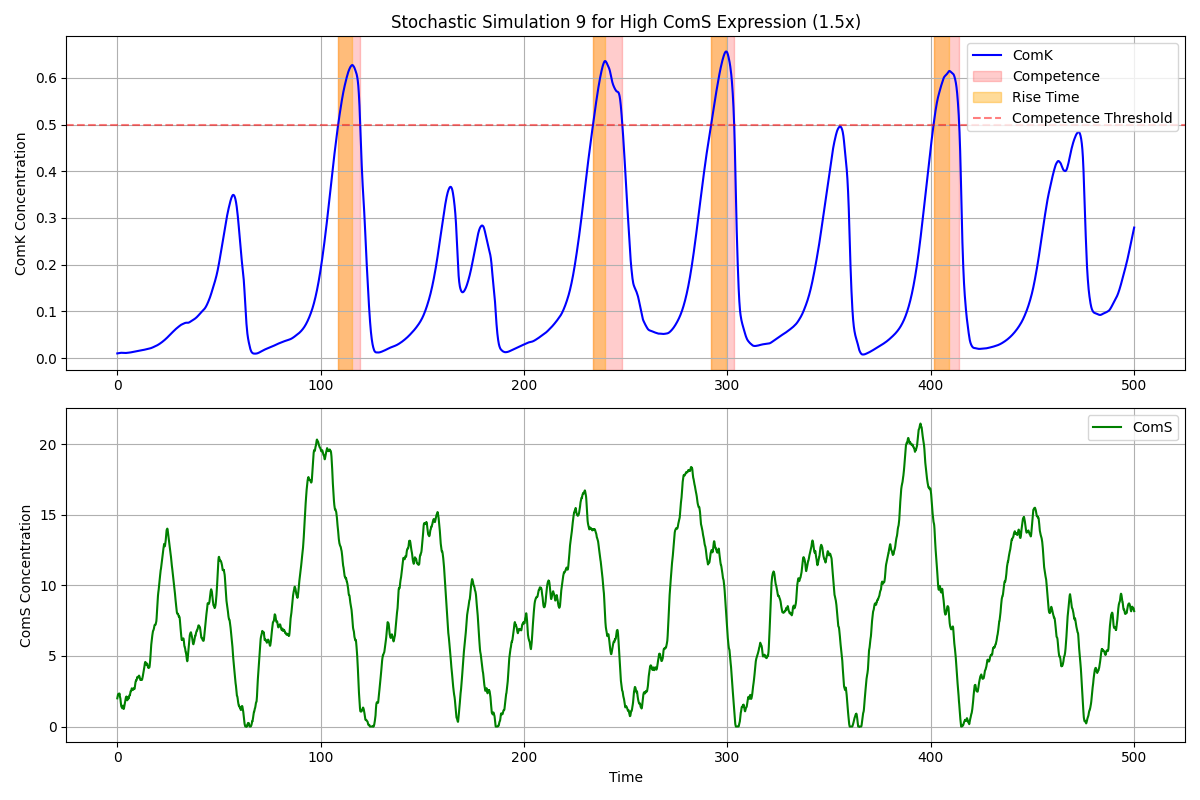 Stochastic Simulation 9 for High ComS Expression (1.5x)
ComK Concentration
0.6
0.5
0.4
0.3
0.2
0.1
0.0
ComK
Competence
Rise Time
Competence Threshold
0 100 200 300 400 500
ComS Concentration
20
15
10
5
0
ComS
0 100 200 300 400 500
Time